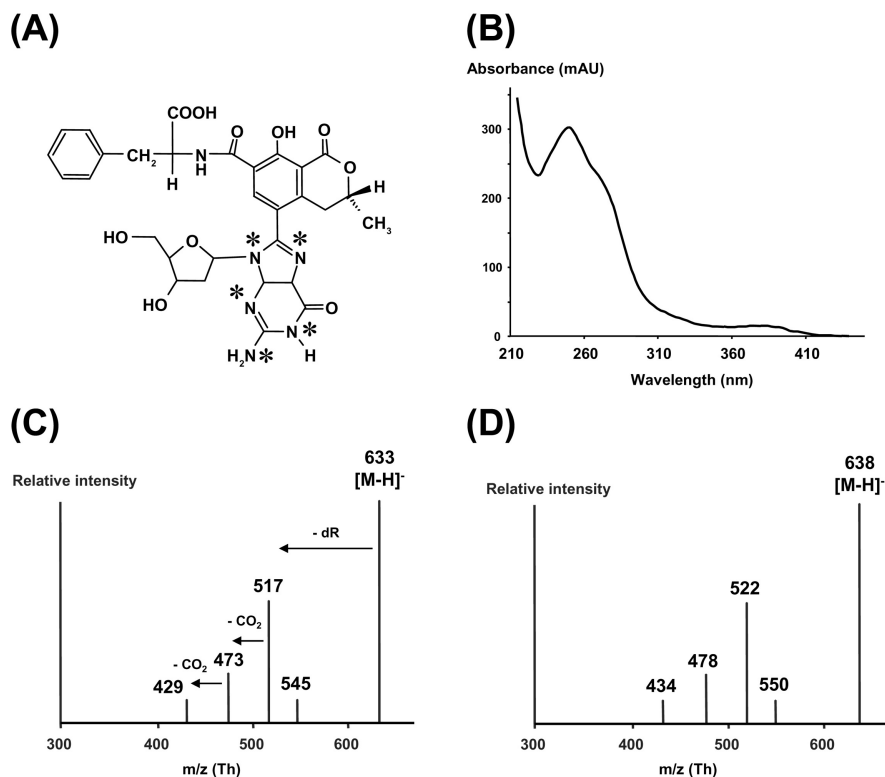 (A)
COOH
O
OH
O
CH2
N
H
H
O
H
CH3
HO
O
N
*
*
N
HO
*
N
O
N
*
H2N
*
H
(B)
Absorbance (mAU)
300
200
100
0
210
260
310
360
410
Wavelength (nm)
(C)
Relative intensity
633
[M-H]-
- dR
517
- CO2
473
- CO2
429
545
300
400
500
600
m/z (Th)
(D)
Relative intensity
638
[M-H]-
522
478
434
550
300
400
500
600
m/z (Th)